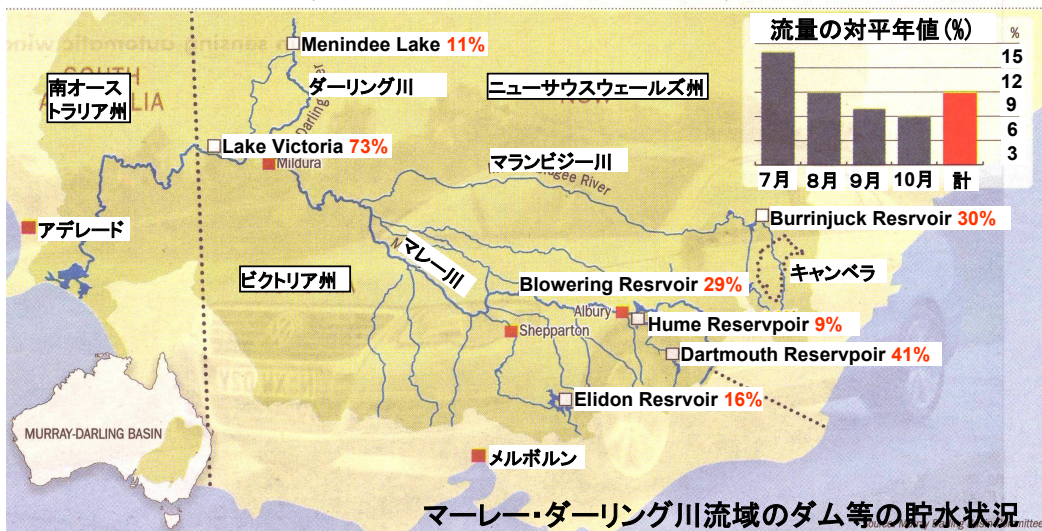 Menindee Lake 11%
南オース
トラリア州
ダーリング川
ニューサウスウェールズ州
Lake Victoria 73%
Mildura
マランビジー川
流量の対平年値(%)
%
15
12
9
6
3
7月 8月 9月 10月 計
アデレード
Burrinjuck Resrvoir 30%
マレー川
ビクトリア州
キャンベラ
Blowering Resrvoir 29%
Albury
Hume Reservpoir 9%
Shepparton
Dartmouth Reservpoir 41%
Elidon Resrvoir 16%
MURRAY-DARLING BASIN
メルボルン
マーレー・ダーリング川流域のダム等の貯水状況